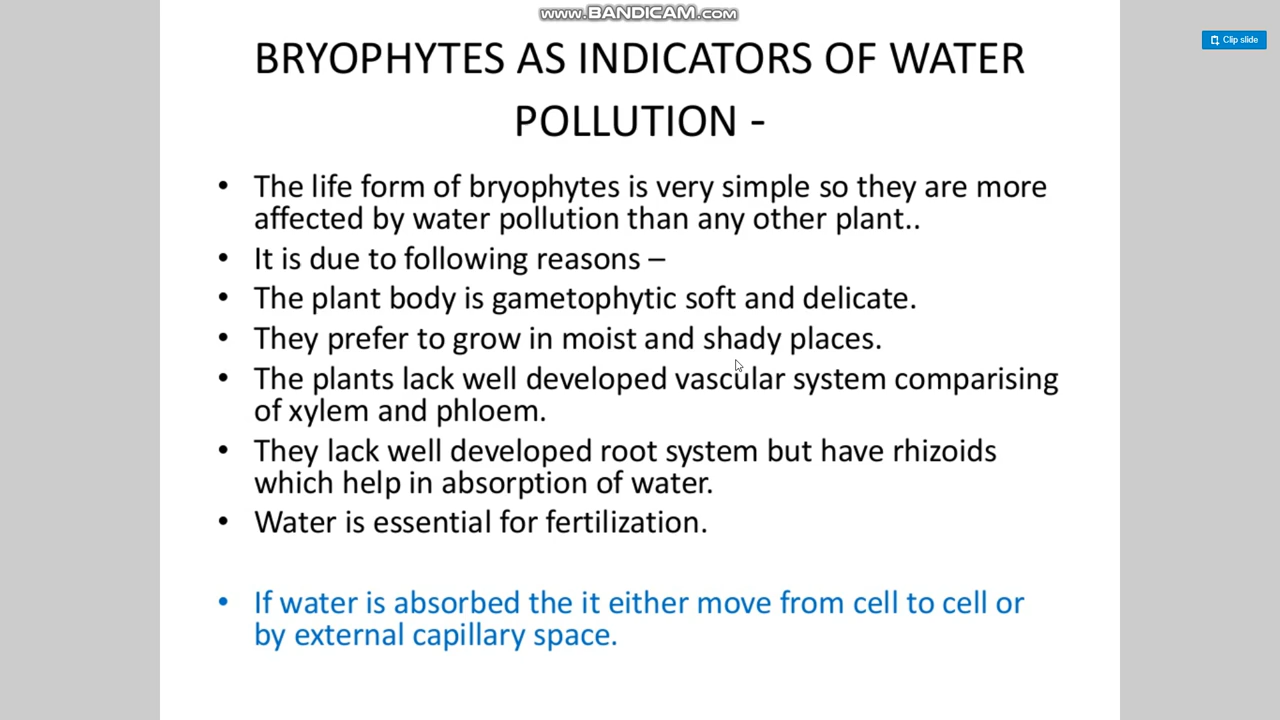 www.BANDICAM.com
Clip slide
BRYOPHYTES AS INDICATORS OF WATER
POLLUTION -
• The life form of bryophytes is very simple so they are more
affected by water pollution than any other plant..
• It is due to following reasons –
• The plant body is gametophytic soft and delicate.
• They prefer to grow in moist and shady places.
• The plants lack well developed vascular system comparising
of xylem and phloem.
• They lack well developed root system but have rhizoids
which help in absorption of water.
• Water is essential for fertilization.
• If water is absorbed the it either move from cell to cell or
by external capillary space.